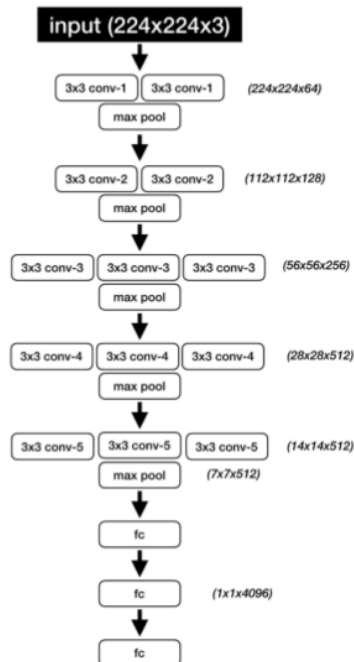 input (224x224x3)
3x3 conv-1 3x3 conv-1 (224x224x64)
max pool
3x3 conv-2 3x3 conv-2 (112x112x128)
max pool
3x3 conv-3 3x3 conv-3 3x3 conv-3 (56x56x256)
max pool
3x3 conv-4 3x3 conv-4 3x3 conv-4 (28x28x512)
max pool
3x3 conv-5 3x3 conv-5 3x3 conv-5 (14x14x512)
max pool (7x7x512)
fc
fc (1x1x4096)
fc